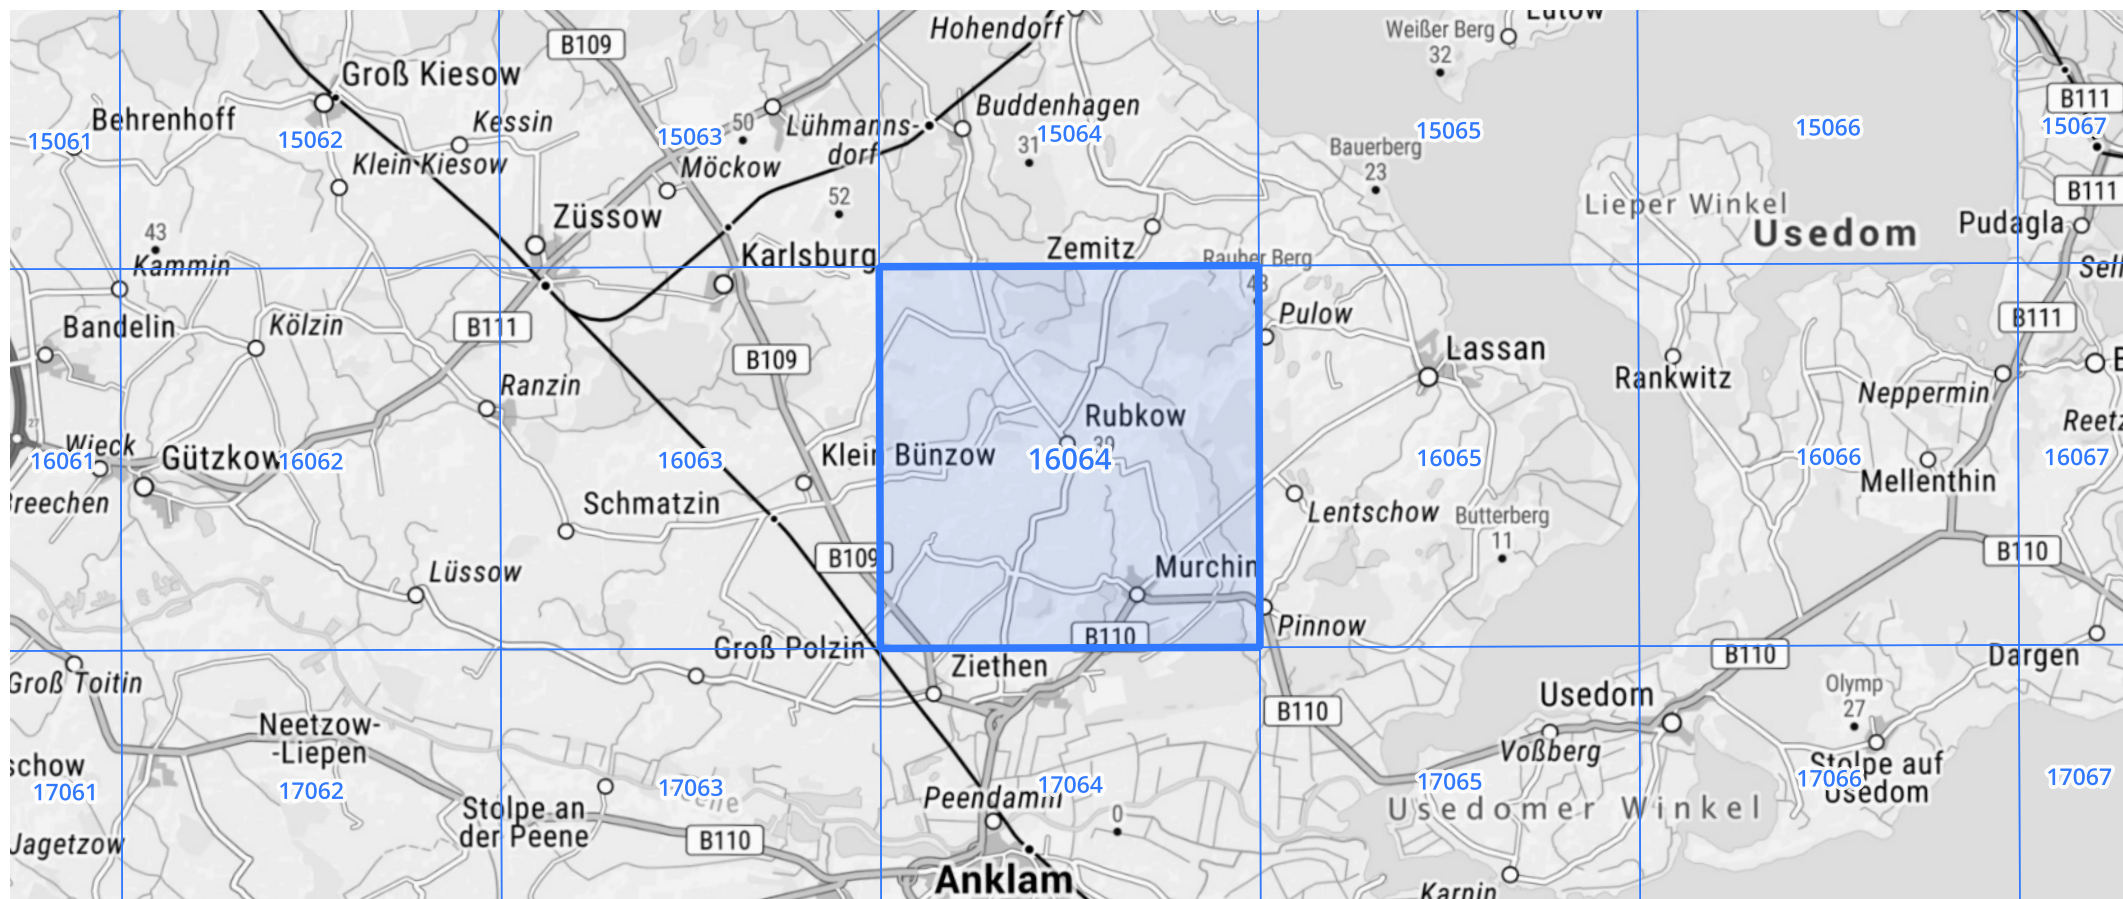 Hohendorf
Weißer Berg
32
B109
Groß Kiesow
B111
Behrenhoff
Kessin
50
Lühmanns-
dorf
Buddenhagen
15061
15062
15063
15064
15065
15066
15067
31
Bauerberg
23
Klein Kiesow
Möckow
B111
52
Lieper Winkel
Züssow
Usedom
Pudagla
43
Kammin
Karlsburg
Zemitz
Rauher Berg
43
Bandelin
Kölzin
B111
B109
Pulow
B111
Lassan
Rankwitz
Ranzin
Neppermin
27
Rubkow
39
Wieck
Gützkow
Klein Bünzow
16061
16062
16063
16064
16065
16066
16067
Mellenthin
Schmatzin
Lentschow
Butterberg
11
B109
Murchin
B110
Lüssow
Pinnow
B110
Groß Polzin
Ziethen
B110
Dargen
Groß Toitin
Usedom
Olymp
27
B110
Neetzow-
-Liepen
Voßberg
Stolpe auf
Usedom
17061
17062
17063
17064
17065
17066
17067
Peendamm
Usedomer Winkel
Stolpe an
der Peene
0
B110
Jagetzow
Anklam
Karnin